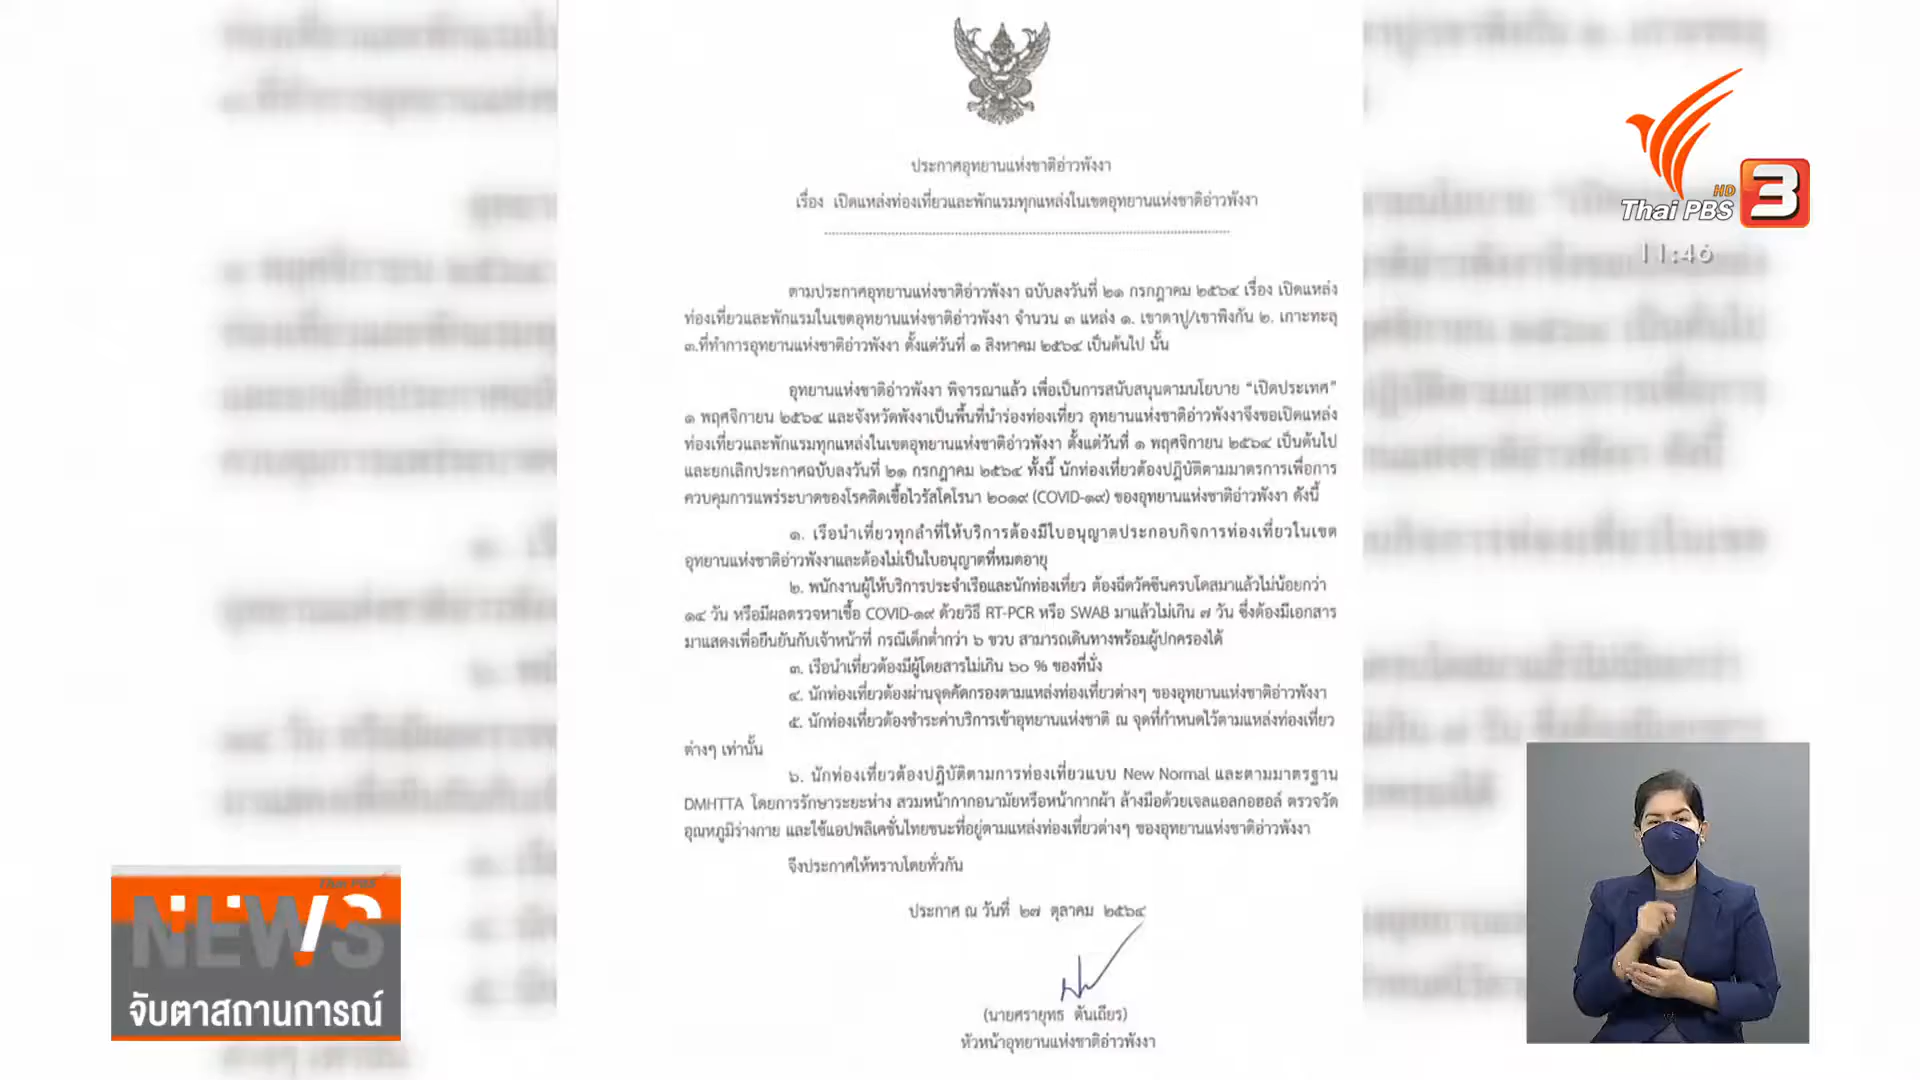 ประกาศอุทยานแห่งชาติอ่าวพังงา
เรื่อง เปิดแหล่งท่องเที่ยวและพักแรมทุกแหล่งในเขตอุทยานแห่งชาติอ่าวพังงา
ตามประกาศอุทยานแห่งชาติอ่าวพังงา ฉบับลงวันที่ ๒๑ กรกฎาคม ๒๕๖๔ เรื่อง เปิดแหล่ง
ท่องเที่ยวและพักแรมในเขตอุทยานแห่งชาติอ่าวพังงา จำนวน ๓ แหล่ง ๑. เขาตาปู/เขาพิงกัน ๒. เกาะทะลุ
๓.ที่ทำการอุทยานแห่งชาติอ่าวพังงา ตั้งแต่วันที่ ๑ สิงหาคม ๒๕๖๔ เป็นต้นไป นั้น
อุทยานแห่งชาติอ่าวพังงา พิจารณาแล้ว เพื่อเป็นการสนับสนุนตามนโยบาย “เปิดประเทศ”
๑ พฤศจิกายน ๒๕๖๔ และจังหวัดพังงาเป็นพื้นที่นำร่องท่องเที่ยว อุทยานแห่งชาติอ่าวพังงาจึงขอเปิดแหล่ง
ท่องเที่ยวและพักแรมทุกแหล่งในเขตอุทยานแห่งชาติอ่าวพังงา ตั้งแต่วันที่ ๑ พฤศจิกายน ๒๕๖๔ เป็นต้นไป
และยกเลิกประกาศฉบับลงวันที่ ๒๑ กรกฎาคม ๒๕๖๔ ทั้งนี้ นักท่องเที่ยวต้องปฏิบัติตามมาตรการเพื่อการ
ควบคุมการแพร่ระบาดของโรคติดเชื้อไวรัสโคโรนา ๒๐๑๙ (COVID-๑๙) ของอุทยานแห่งชาติอ่าวพังงา ดังนี้
๑. เรือนำเที่ยวทุกลำที่ให้บริการต้องมีใบอนุญาตประกอบกิจการท่องเที่ยวในเขต
อุทยานแห่งชาติอ่าวพังงาและต้องไม่เป็นใบอนุญาตที่หมดอายุ
๒. พนักงานผู้ให้บริการประจำเรือและนักท่องเที่ยว ต้องฉีดวัคซีนครบโดสมาแล้วไม่น้อยกว่า
๑๔ วัน หรือมีผลตรวจหาเชื้อ COVID-๑๙ ด้วยวิธี RT-PCR หรือ SWAB มาแล้วไม่เกิน ๗ วัน ซึ่งต้องมีเอกสาร
มาแสดงเพื่อยืนยันกับเจ้าหน้าที่ กรณีเด็กต่ำกว่า ๖ ขวบ สามารถเดินทางพร้อมผู้ปกครองได้
๓. เรือนำเที่ยวต้องมีผู้โดยสารไม่เกิน ๖๐ % ของที่นั่ง
๔. นักท่องเที่ยวต้องผ่านจุดคัดกรองตามแหล่งท่องเที่ยวต่างๆ ของอุทยานแห่งชาติอ่าวพังงา
๕. นักท่องเที่ยวต้องชำระค่าบริการเข้าอุทยานแห่งชาติ ณ จุดที่กำหนดไว้ตามแหล่งท่องเที่ยว
ต่างๆ เท่านั้น
๖. นักท่องเที่ยวต้องปฏิบัติตามการท่องเที่ยวแบบ New Normal และตามมาตรฐาน
DMHTTA โดยการรักษาระยะห่าง สวมหน้ากากอนามัยหรือหน้ากากผ้า ล้างมือด้วยเจลแอลกอฮอล์ ตรวจวัด
อุณหภูมิร่างกาย และใช้แอปพลิเคชั่นไทยชนะที่อยู่ตามแหล่งท่องเที่ยวต่างๆ ของอุทยานแห่งชาติอ่าวพังงา
จึงประกาศให้ทราบโดยทั่วกัน
ประกาศ ณ วันที่ ๒๗ ตุลาคม ๒๕๖๔
(นายศรายุทธ ตันเถียร)
หัวหน้าอุทยานแห่งชาติอ่าวพังงา
HD
Thai PBS 3
11:46
Thai PBS
NEWS
จับตาสถานการณ์